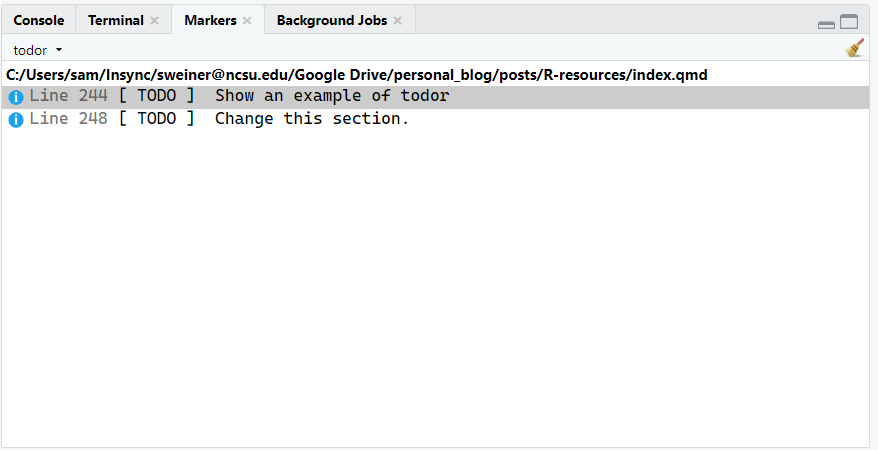 Console Terminal Markers Background Jobs
todor
C:/Users/sam/Insync/sweiner@ncsu.edu/Google Drive/personal_blog/posts/R-resources/index.qmd
Line 244 [ TODO ] Show an example of todor
Line 248 [ TODO ] Change this section.